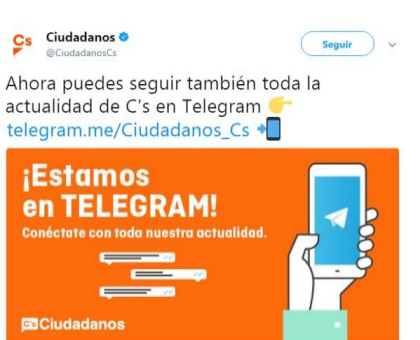 Cs Ciudadanos
@CiudadanosCs
Seguir
Ahora puedes seguir también toda la
actualidad de C's en Telegram
telegram.me/Ciudadanos_Cs
¡Estamos
en TELEGRAM!
Conéctate con toda nuestra actualidad.
C's Ciudadanos